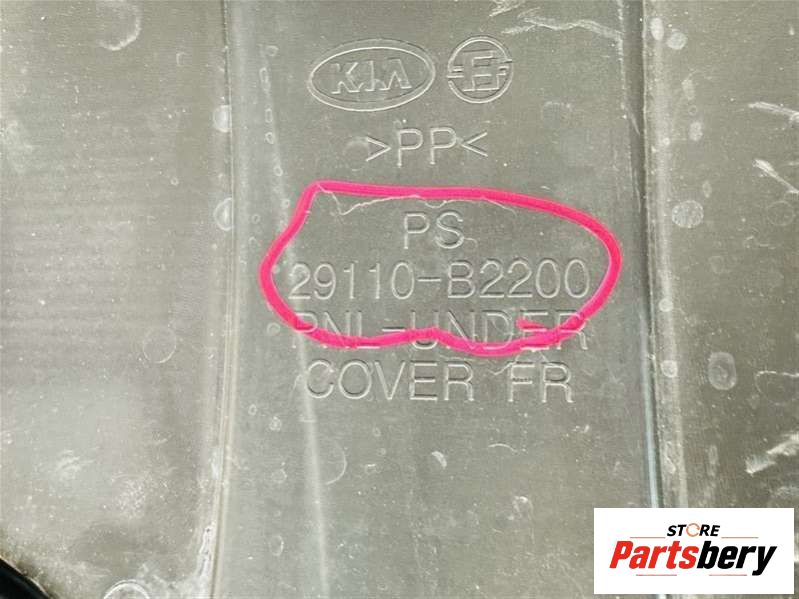 KIA
>PP<
PS
29110-B2200
PNL-UNDER
COVER FR
STORE
Partsbery